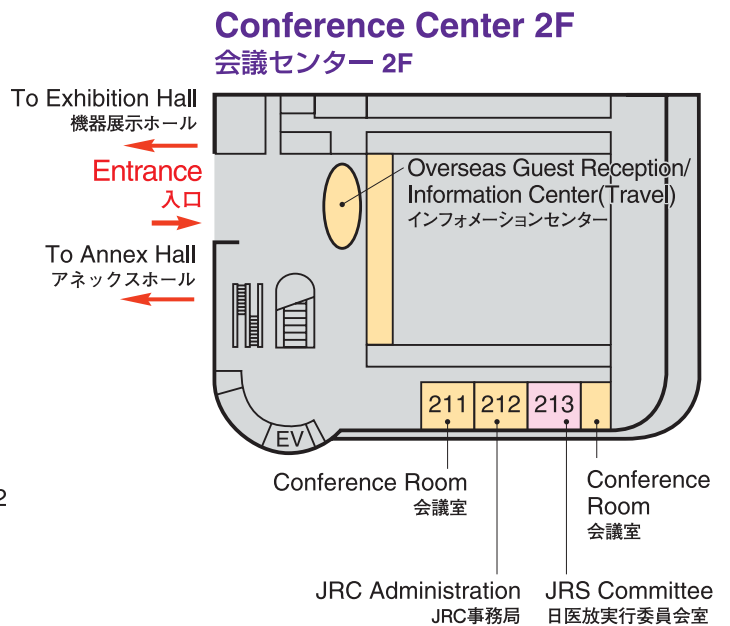 Conference Center 2F
会議センター 2F
To Exhibition Hall
機器展示ホール
Entrance
入口
To Annex Hall
アネックスホール
Overseas Guest Reception/
Information Center(Travel)
インフォメーションセンター
211
212
213
EV
2
Conference Room
会議室
Conference
Room
会議室
JRC Administration
JRC事務局
JRS Committee
日医放実行委員会室